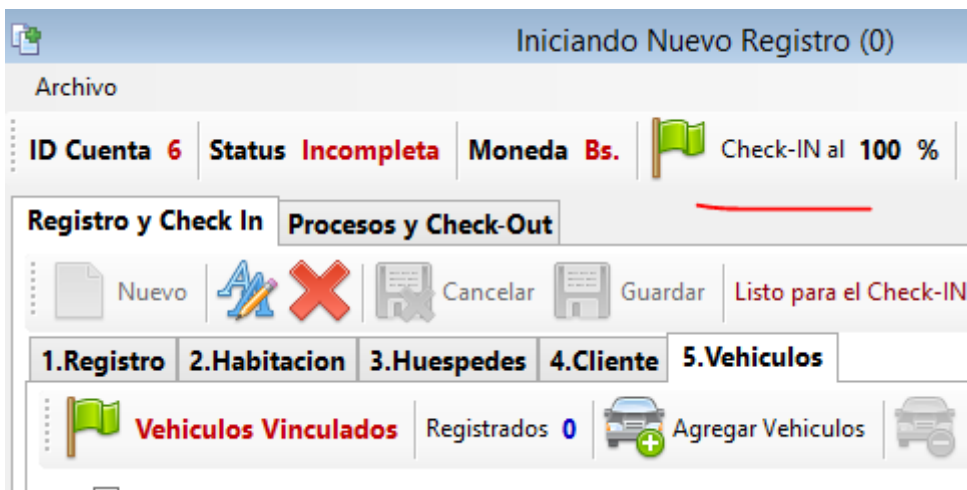 Iniciando Nuevo Registro (0)
Archivo
ID Cuenta 6 Status Incompleta Moneda Bs. Check-IN al 100 %
Registro y Check In Procesos y Check-Out
Nuevo Cancelar Guardar Listo para el Check-IN
1.Registro 2.Habitacion 3.Huespedes 4.Cliente 5.Vehiculos
Vehiculos Vinculados Registrados 0 Agregar Vehiculos